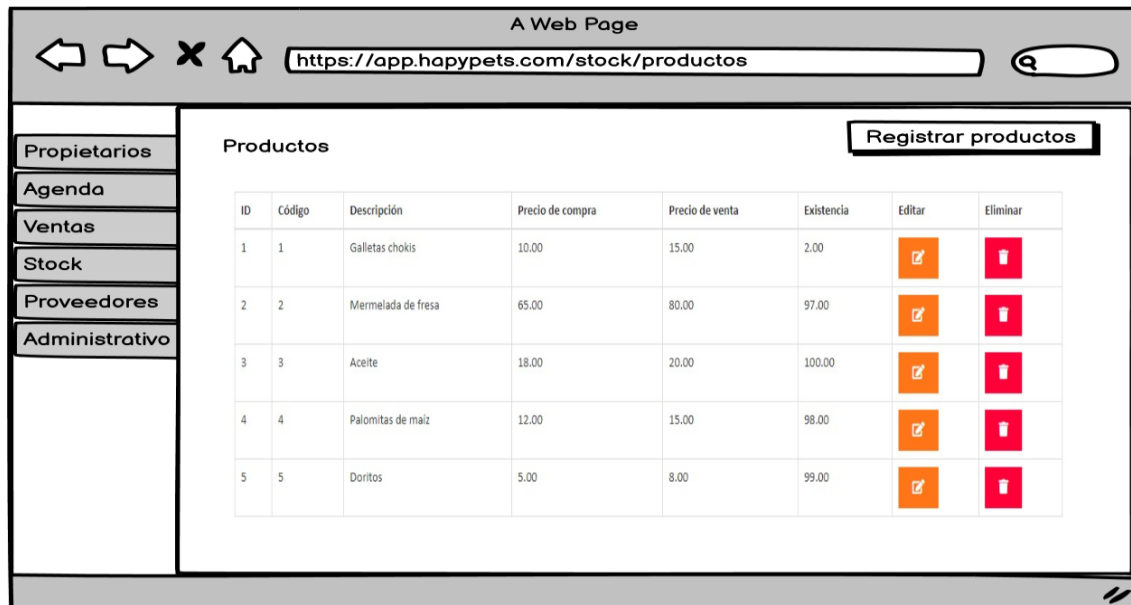 A Web Page
https://app.hapypets.com/stock/productos
Propietarios
Agenda
Ventas
Stock
Proveedores
Administrativo
Productos
Registrar productos
ID Código Descripción Precio de compra Precio de venta Existencia Editar Eliminar
1 1 Galletas chokis 10.00 15.00 2.00
2 2 Mermelada de fresa 65.00 80.00 97.00
3 3 Aceite 18.00 20.00 100.00
4 4 Palomitas de maíz 12.00 15.00 98.00
5 5 Doritos 5.00 8.00 99.00